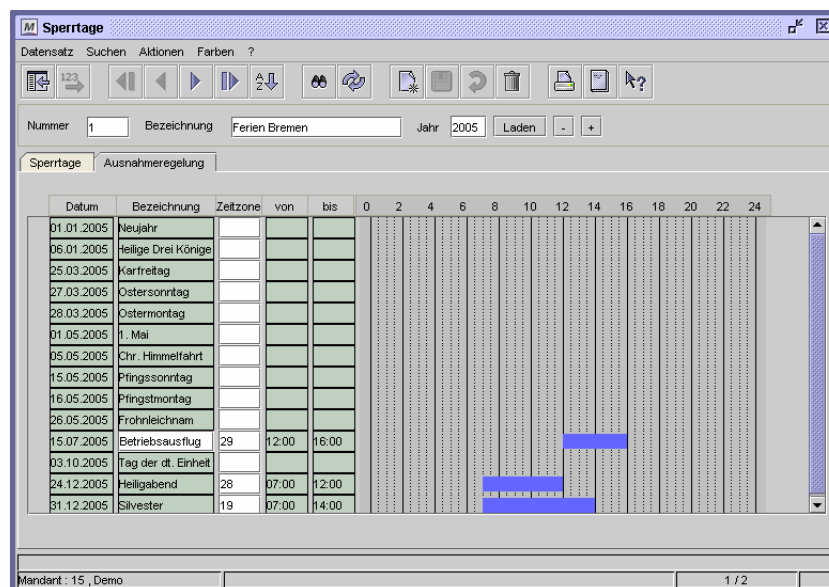 M Sperrtage
Datensatz Suchen Aktionen Farben ?
123 A Z ?
Nummer 1 Bezeichnung Ferien Bremen Jahr 2005 Laden - +
Sperrtage Ausnahmeregelung
Datum Bezeichnung Zeitzone von bis 0 2 4 6 8 10 12 14 16 18 20 22 24
01.01.2005 Neujahr
06.01.2005 Heilige Drei Könige
25.03.2005 Karfreitag
27.03.2005 Ostersonntag
28.03.2005 Ostermontag
01.05.2005 1. Mai
05.05.2005 Chr. Himmelfahrt
15.05.2005 Pfingssonntag
16.05.2005 Pfingstmontag
26.05.2005 Frohnleichnam
15.07.2005 Betriebsausflug 29 12:00 16:00
03.10.2005 Tag der dt. Einheit
24.12.2005 Heiligabend 28 07:00 12:00
31.12.2005 Silvester 19 07:00 14:00
Mandant : 15 , Demo 1 / 2